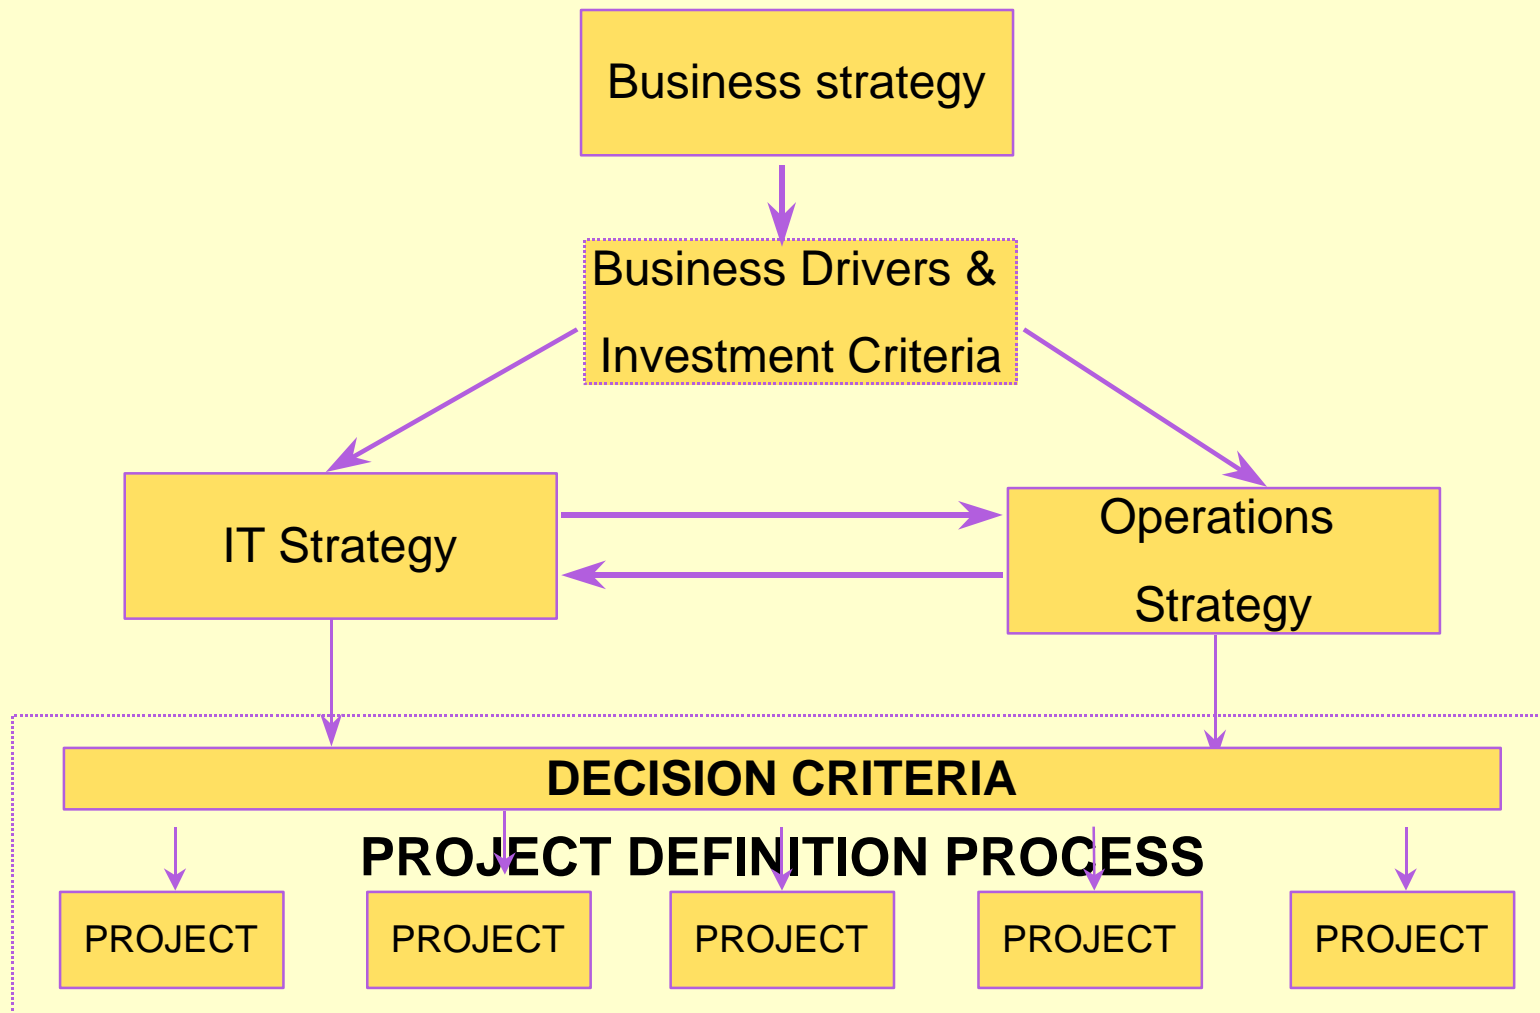 Business strategy
Business Drivers &
Investment Criteria
IT Strategy
Operations
Strategy
DECISION CRITERIA
PROJECT DEFINITION PROCESS
PROJECT
PROJECT
PROJECT
PROJECT
PROJECT